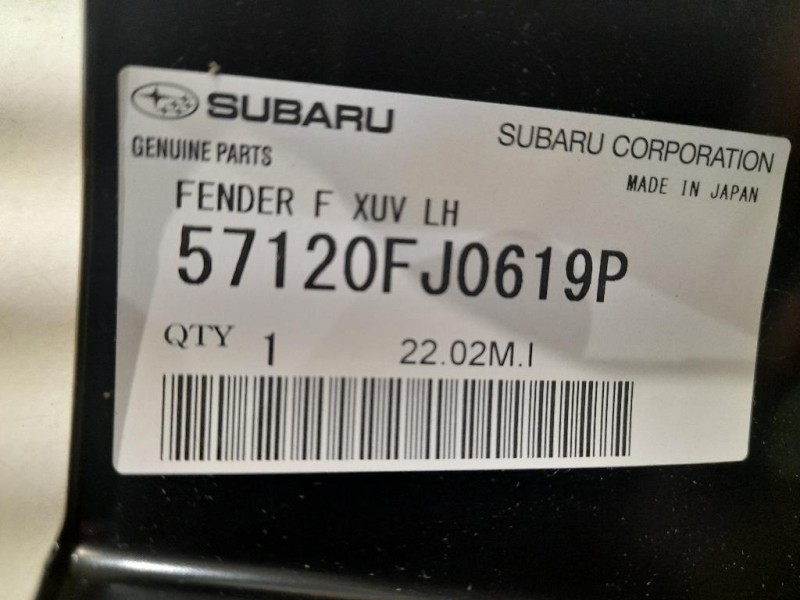 SUBARU
GENUINE PARTS
SUBARU CORPORATION
MADE IN JAPAN
FENDER F XUV LH
57120FJ0619P
QTY 1 22.02M.I